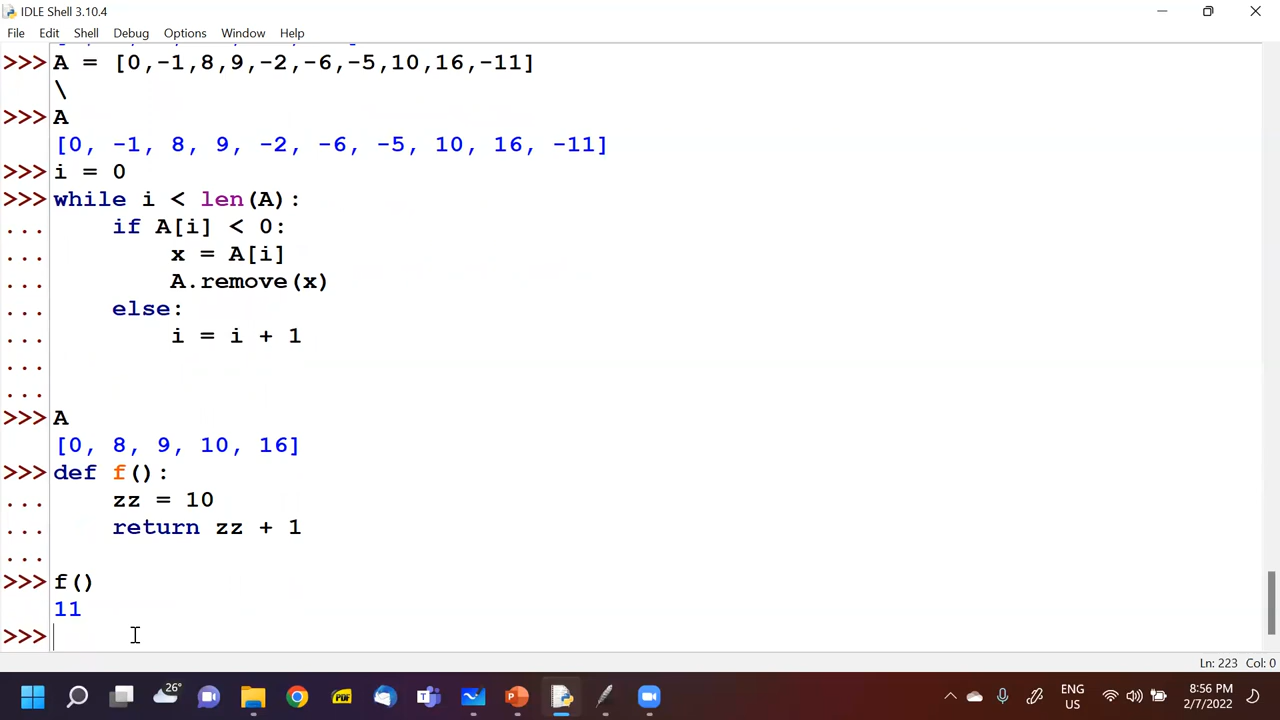 IDLE Shell 3.10.4
File Edit Shell Debug Options Window Help
>>> A = [0,-1,8,9,-2,-6,-5,10,16,-11]
\
>>> A
[0, -1, 8, 9, -2, -6, -5, 10, 16, -11]
>>> i = 0
>>> while i < len(A):
... if A[i] < 0:
... x = A[i]
... A.remove(x)
... else:
... i = i + 1
...
...
>>> A
[0, 8, 9, 10, 16]
>>> def f():
... zz = 10
... return zz + 1
...
>>> f()
11
>>>
Ln: 223 Col: 0
26°
PDF
ENG
US
8:56 PM
2/7/2022